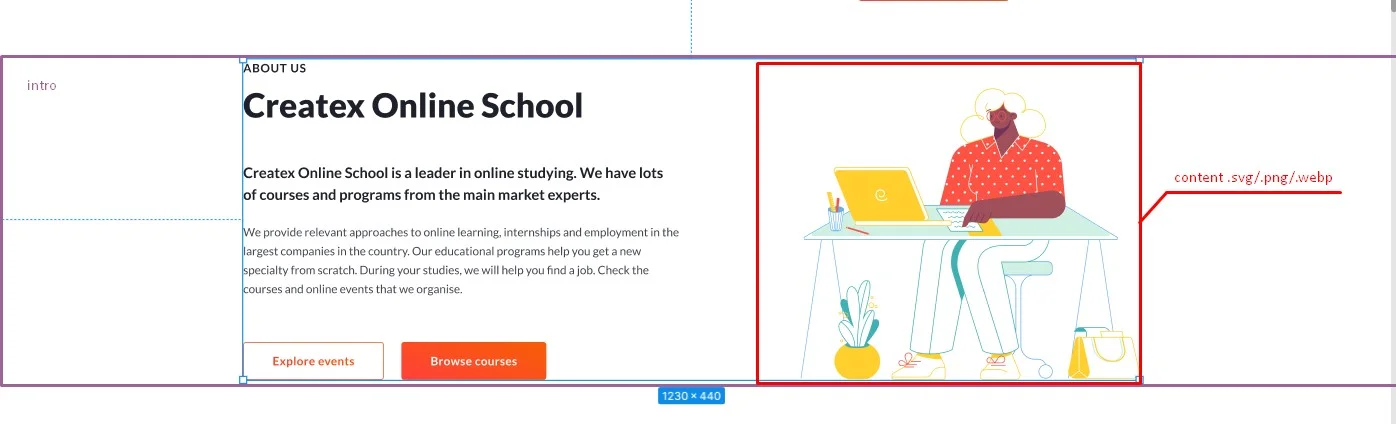 intro
ABOUT US
Createx Online School
Createx Online School is a leader in online studying. We have lots
of courses and programs from the main market experts.
We provide relevant approaches to online learning, internships and employment in the
largest companies in the country. Our educational programs help you get a new
specialty from scratch. During your studies, we will help you find a job. Check the
courses and online events that we organise.
Explore events
Browse courses
content .svg/.png/.webp
1230 × 440